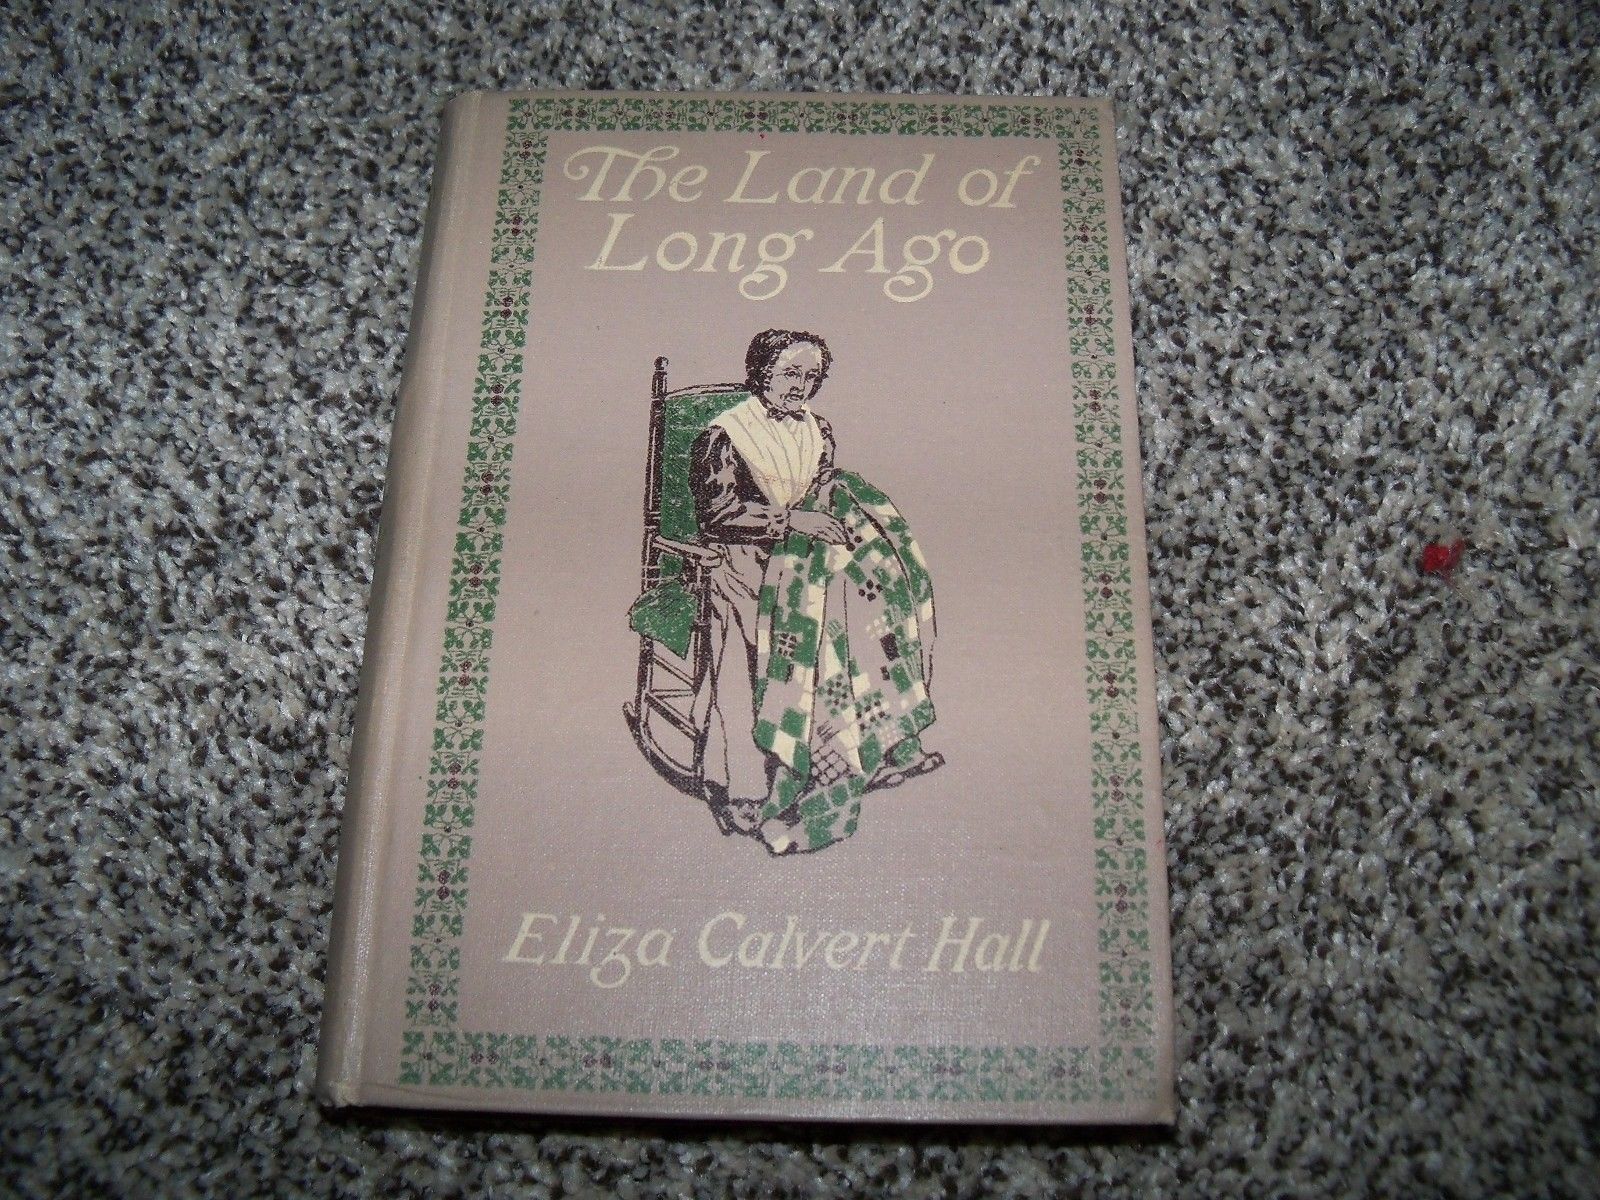 The Land of
Long Ago
Eliza Calvert Hall